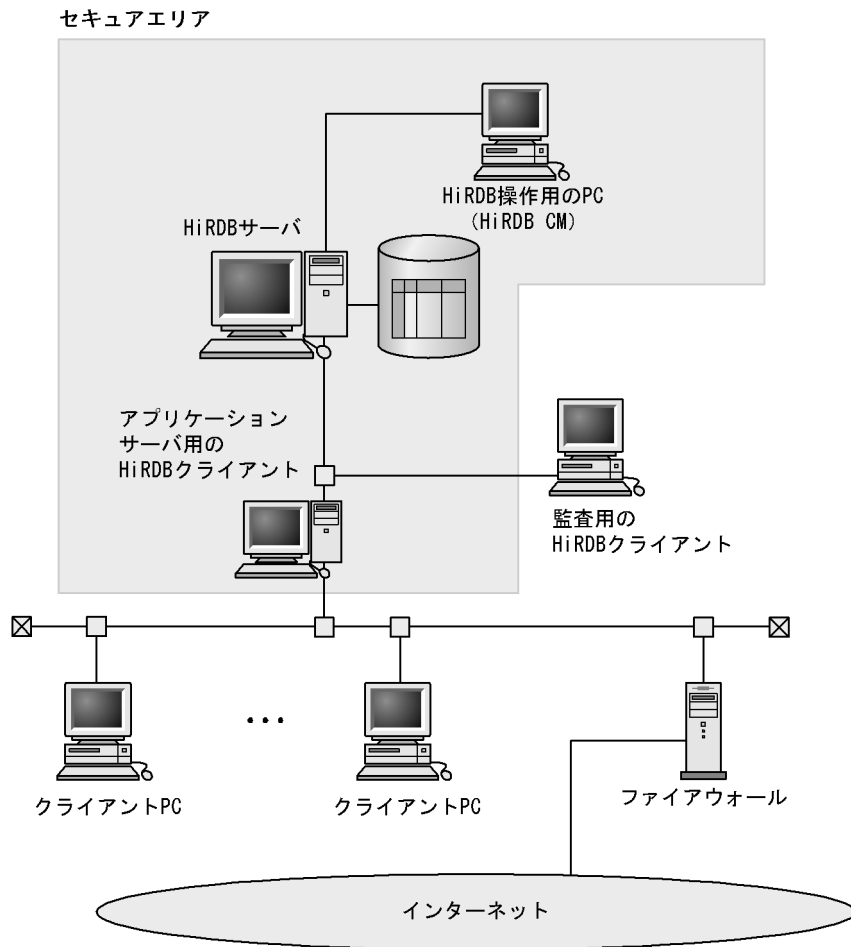 セキュアエリア
HiRDB操作用のPC
(HiRDB CM)
HiRDBサーバ
アプリケーション
サーバ用の
HiRDBクライアント
監査用の
HiRDBクライアント
...
クライアントPC
クライアントPC
ファイアウォール
インターネット